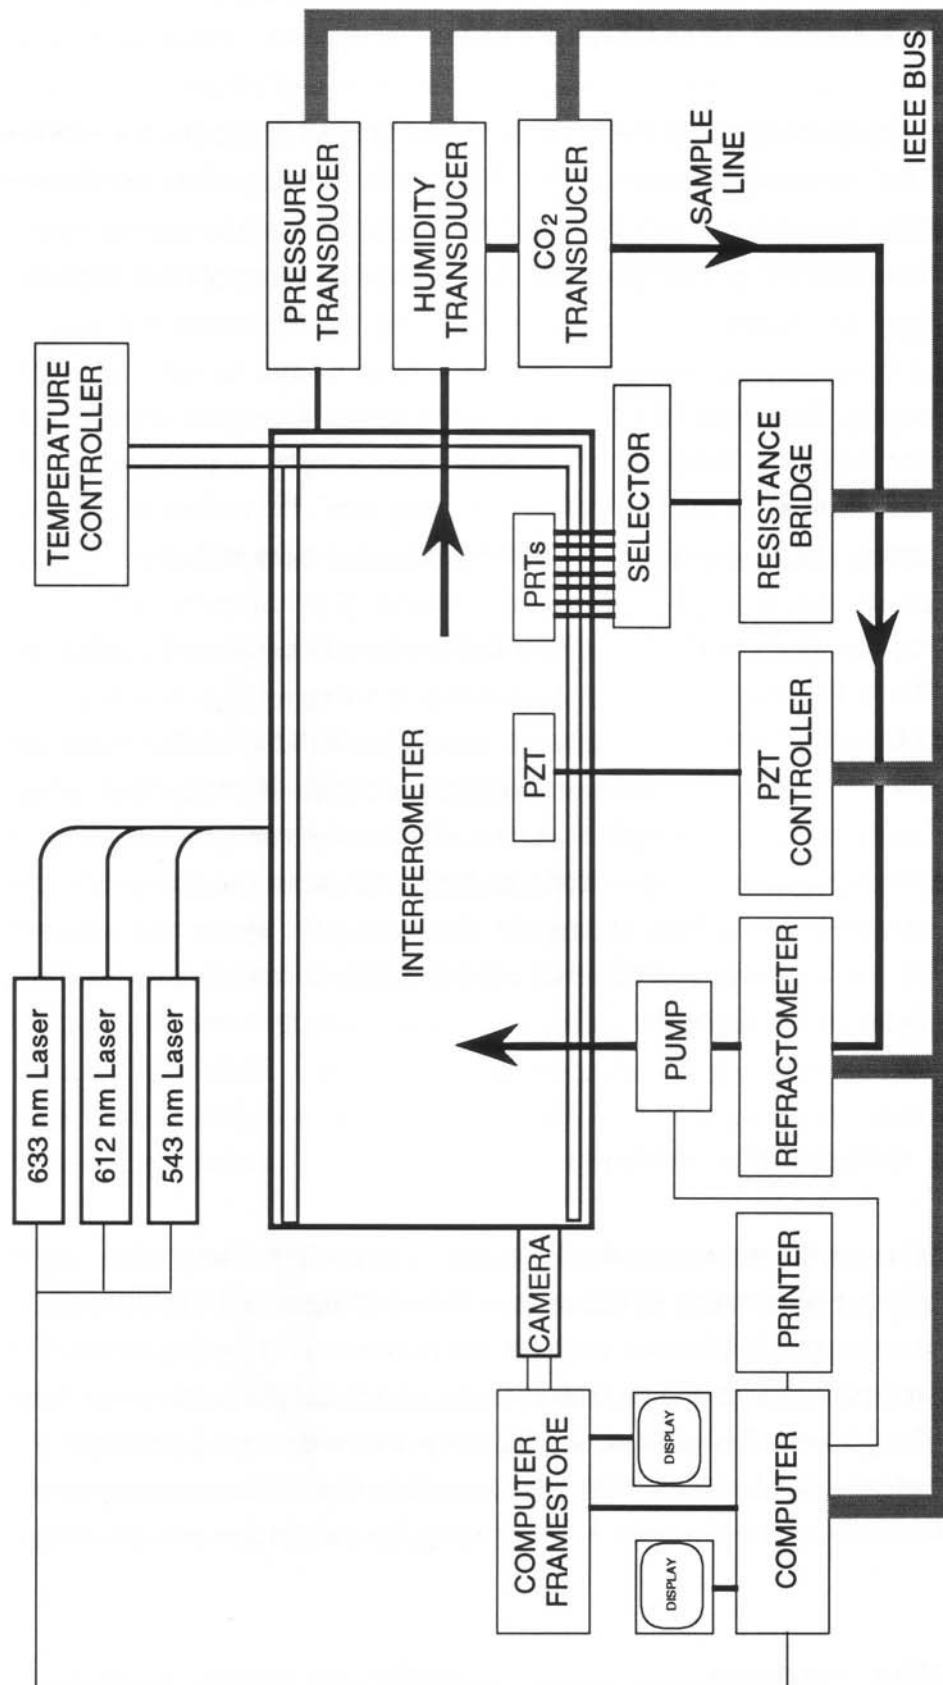 633 nm Laser
612 nm Laser
543 nm Laser
TEMPERATURE
CONTROLLER
INTERFEROMETER
PRESSURE
TRANSDUCER
HUMIDITY
TRANSDUCER
CO₂
TRANSDUCER
SAMPLE
LINE
IEEE BUS
CAMERA
PZT
PRTs
SELECTOR
COMPUTER
FRAMESTORE
DISPLAY
DISPLAY
PUMP
COMPUTER
PRINTER
REFRACTOMETER
PZT
CONTROLLER
RESISTANCE
BRIDGE